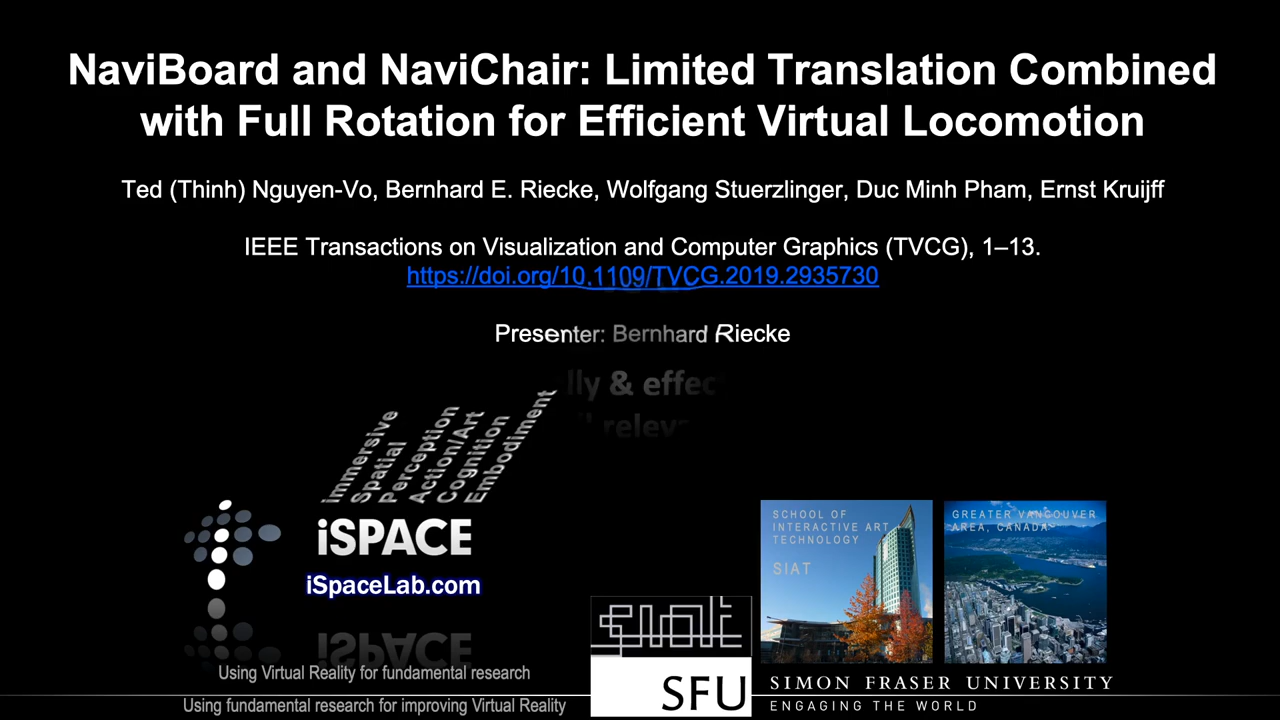 NaviBoard and NaviChair: Limited Translation Combined
with Full Rotation for Efficient Virtual Locomotion
Ted (Thinh) Nguyen-Vo, Bernhard E. Riecke, Wolfgang Stuerzlinger, Duc Minh Pham, Ernst Kruijff
IEEE Transactions on Visualization and Computer Graphics (TVCG), 1–13.
https://doi.org/10.1109/TVCG.2019.2935730
Presenter: Bernhard Riecke
lly & effec
relev
immersive
Spatial
Perception
Action/Art
Cognition
Embodiment
iSPACE
iSpaceLab.com
Using Virtual Reality for fundamental research
Using fundamental research for improving Virtual Reality
siat
SFU
SCHOOL OF
INTERACTIVE ART
TECHNOLOGY
SIAT
GREATER VANCOUVER
AREA, CANADA
SIMON FRASER UNIVERSITY
ENGAGING THE WORLD